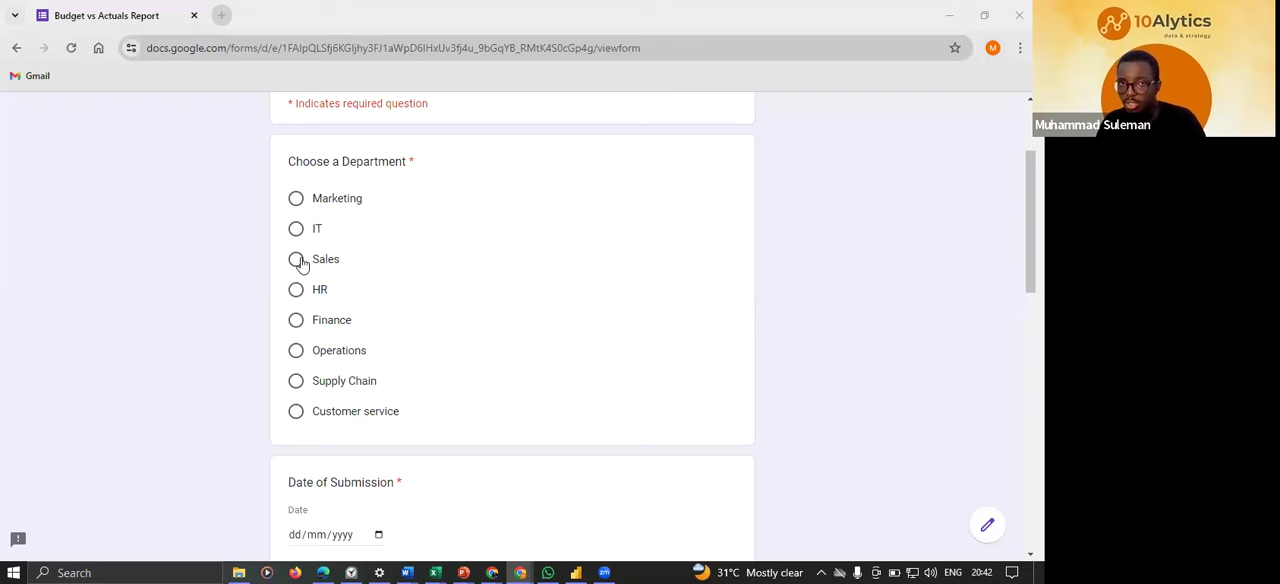 Budget vs Actuals Report
docs.google.com/forms/d/e/1FAIpQLSfj6KGIjhy3FJ1aWpD6IHxUv3fj4u_9bGqYB_RMtK4S0cGp4g/viewform
M
Gmail
10Alytics
data & strategy
Muhammad Suleman
* Indicates required question
Choose a Department *
Marketing
IT
Sales
HR
Finance
Operations
Supply Chain
Customer service
Date of Submission *
Date
dd/mm/yyyy
Search
31°C Mostly clear
ENG
20:42